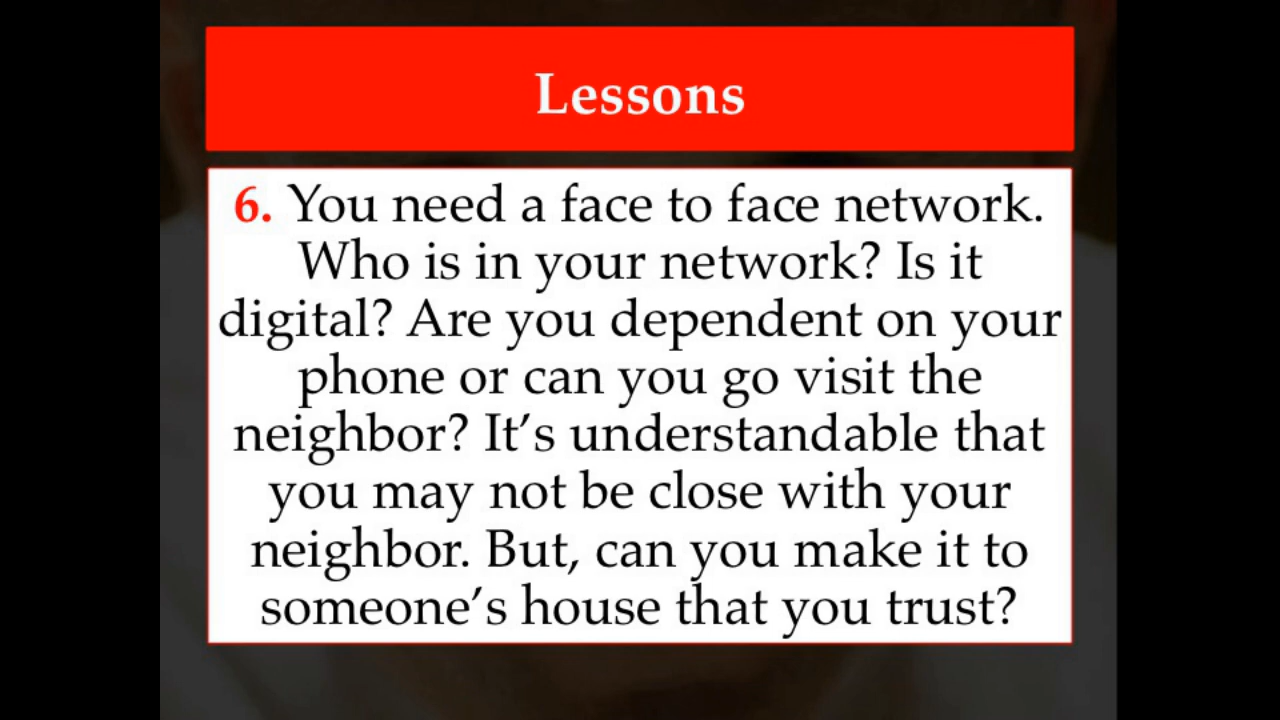 Lessons
6. You need a face to face network.
Who is in your network? Is it
digital? Are you dependent on your
phone or can you go visit the
neighbor? It’s understandable that
you may not be close with your
neighbor. But, can you make it to
someone’s house that you trust?